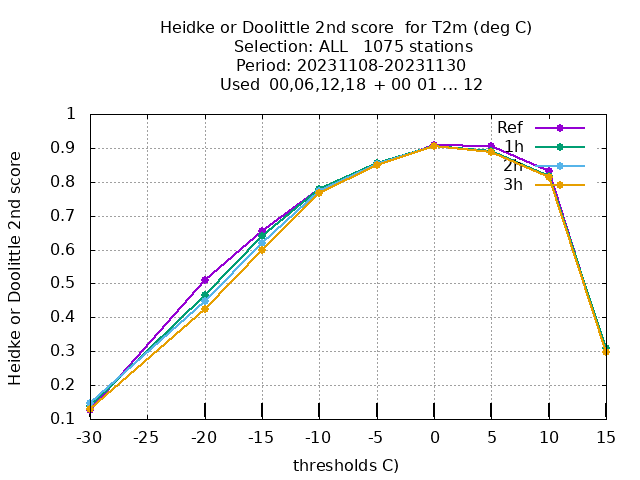 Heidke or Doolittle 2nd score  for T2m (deg C)
Selection: ALL   1075 stations
Period: 20231108-20231130
Used  00,06,12,18  + 00 01 ... 12
Heidke or Doolittle 2nd score
1
0.9
0.8
0.7
0.6
0.5
0.4
0.3
0.2
0.1
Ref
1h
2h
3h
-30 -25 -20 -15 -10 -5 0 5 10 15
thresholds C)